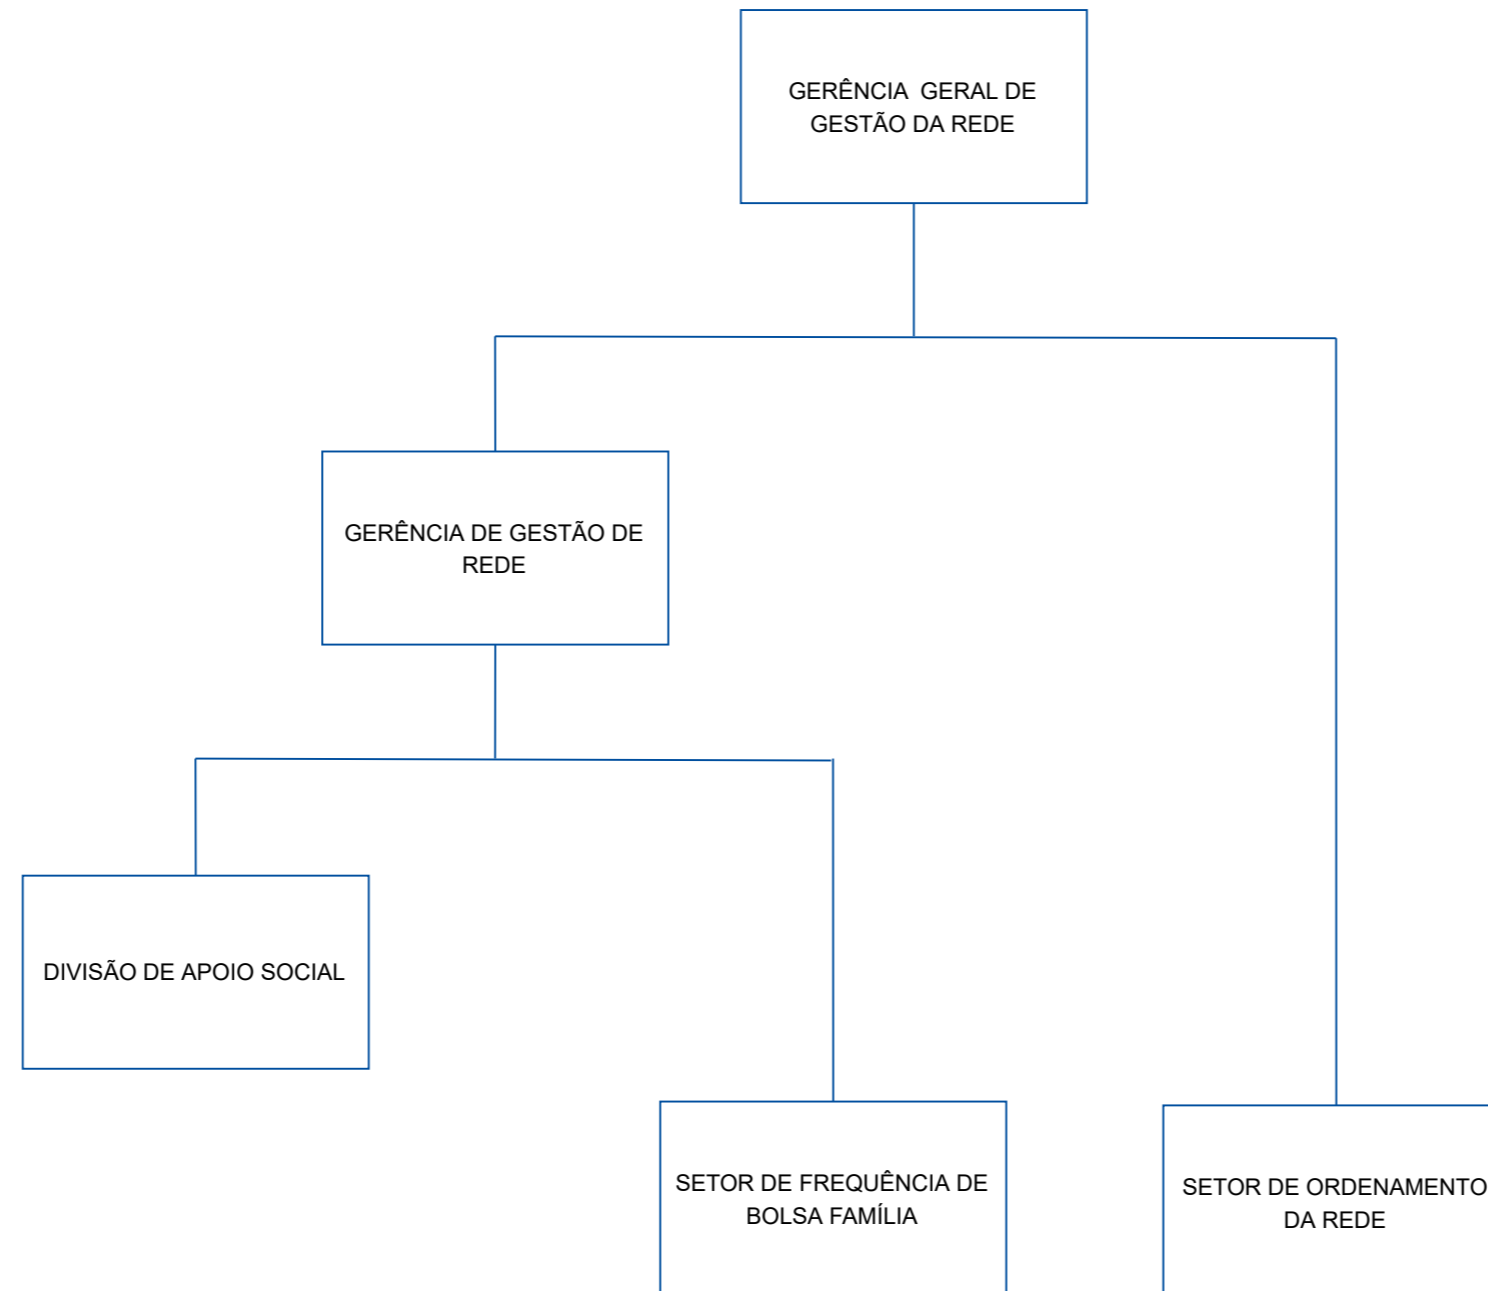 GERÊNCIA  GERAL DE
GESTÃO DA REDE
GERÊNCIA DE GESTÃO DE
REDE
DIVISÃO DE APOIO SOCIAL
SETOR DE FREQUÊNCIA DE
BOLSA FAMÍLIA
SETOR DE ORDENAMENTO
DA REDE